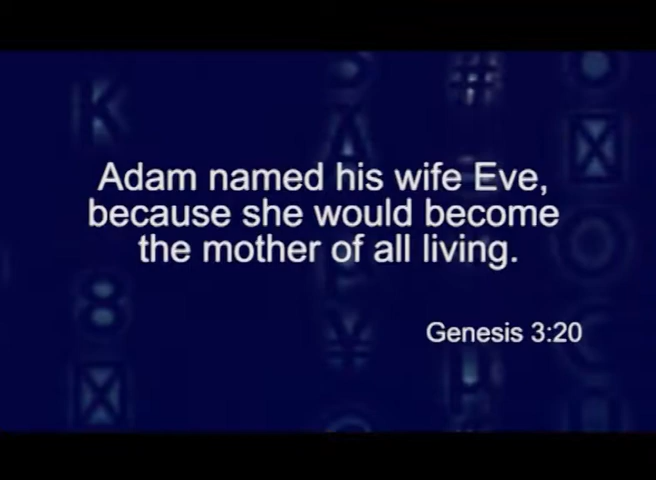 Adam named his wife Eve,
because she would become
the mother of all living.
Genesis 3:20